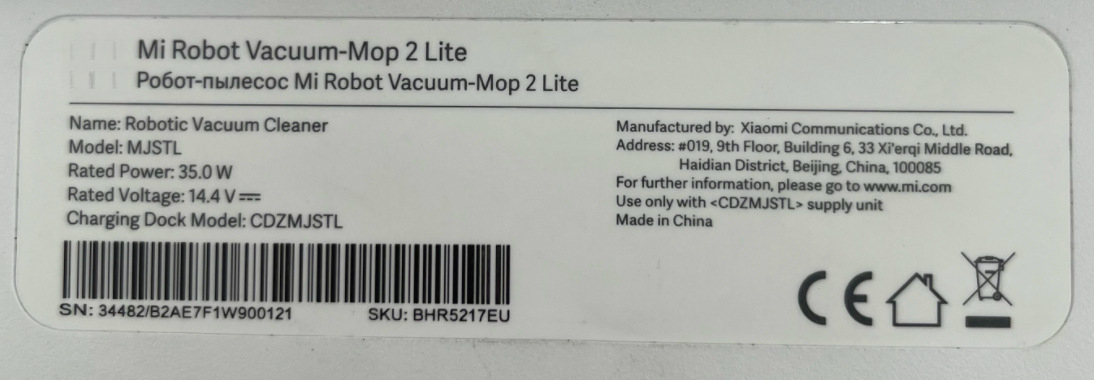 Mi Robot Vacuum-Mop 2 Lite
Робот-пылесос Mi Robot Vacuum-Mop 2 Lite
Name: Robotic Vacuum Cleaner
Model: MJSTL
Rated Power: 35.0 W
Rated Voltage: 14.4 V ⎓
Charging Dock Model: CDZMJSTL
SN: 34482/B2AE7F1W900121
SKU: BHR5217EU
Manufactured by: Xiaomi Communications Co., Ltd.
Address: #019, 9th Floor, Building 6, 33 Xi'erqi Middle Road,
Haidian District, Beijing, China, 100085
For further information, please go to www.mi.com
Use only with <CDZMJSTL> supply unit
Made in China
CE